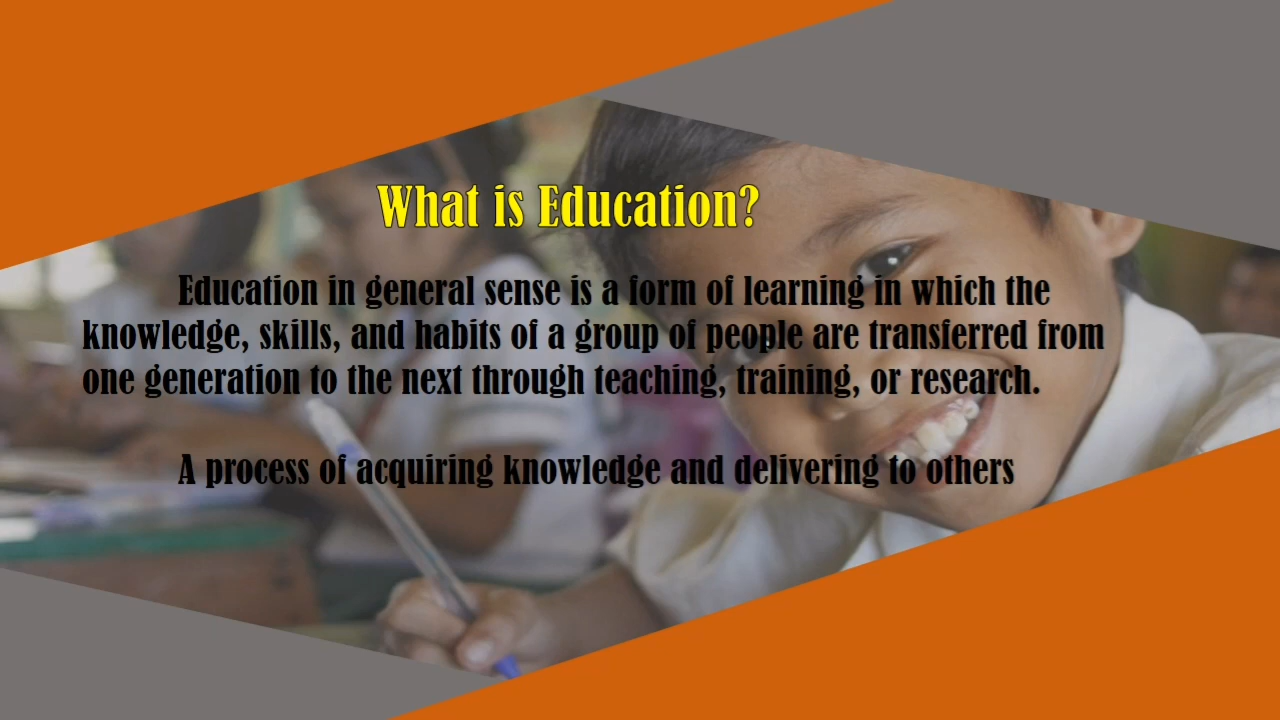 What is Education?
Education in general sense is a form of learning in which the
knowledge, skills, and habits of a group of people are transferred from
one generation to the next through teaching, training, or research.
A process of acquiring knowledge and delivering to others